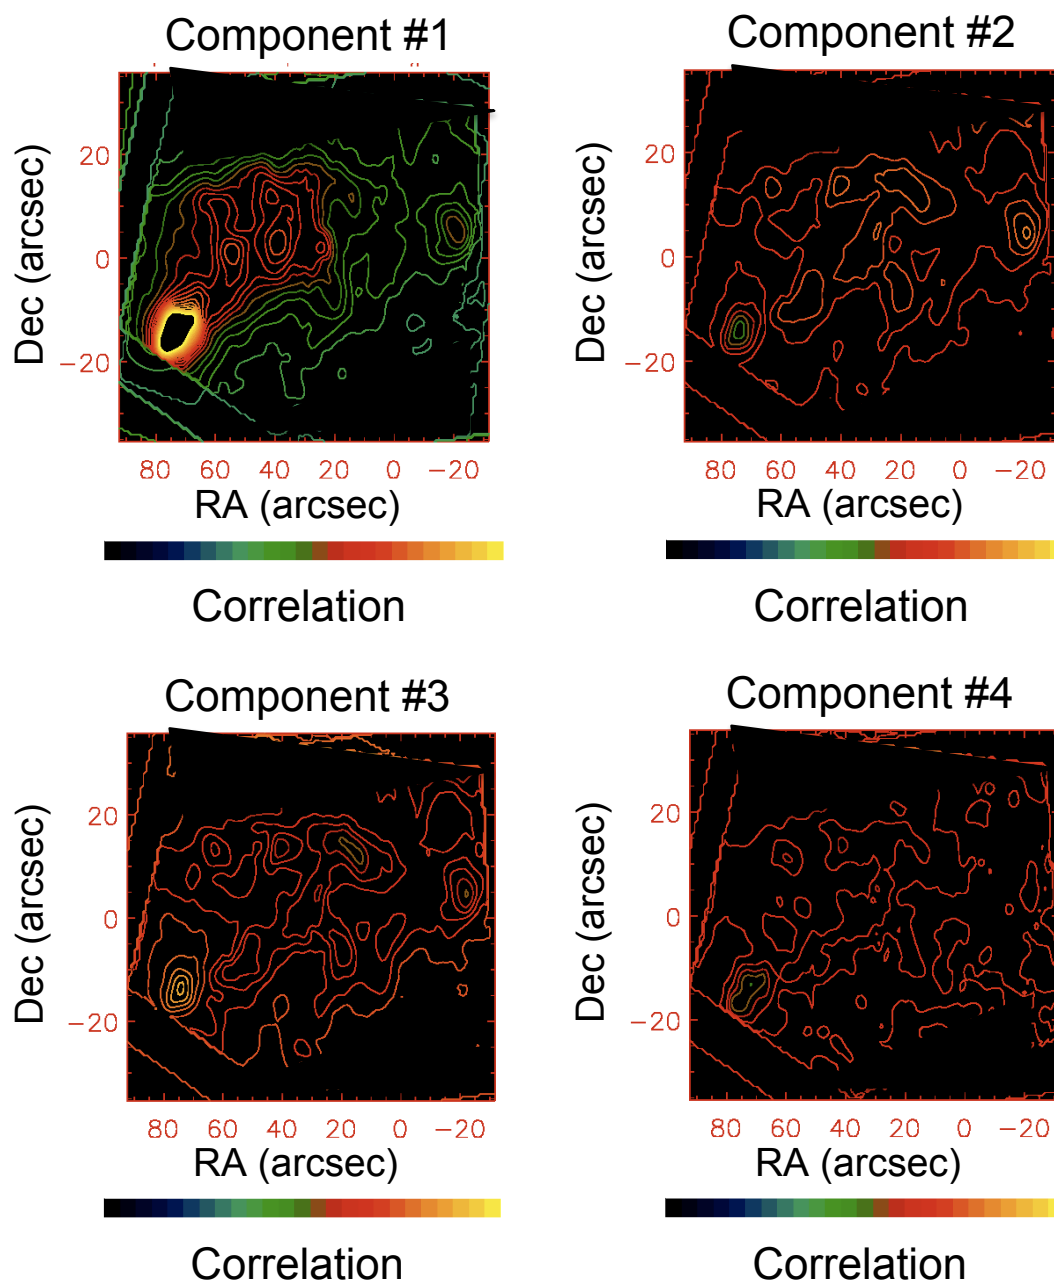 Component #1
Component #2
Dec (arcsec)
20
0
−20
80 60 40 20 0 −20
RA (arcsec)
Correlation
Dec (arcsec)
20
0
−20
80 60 40 20 0 −20
RA (arcsec)
Correlation
Component #3
Component #4
Dec (arcsec)
20
0
−20
80 60 40 20 0 −20
RA (arcsec)
Correlation
Dec (arcsec)
20
0
−20
80 60 40 20 0 −20
RA (arcsec)
Correlation